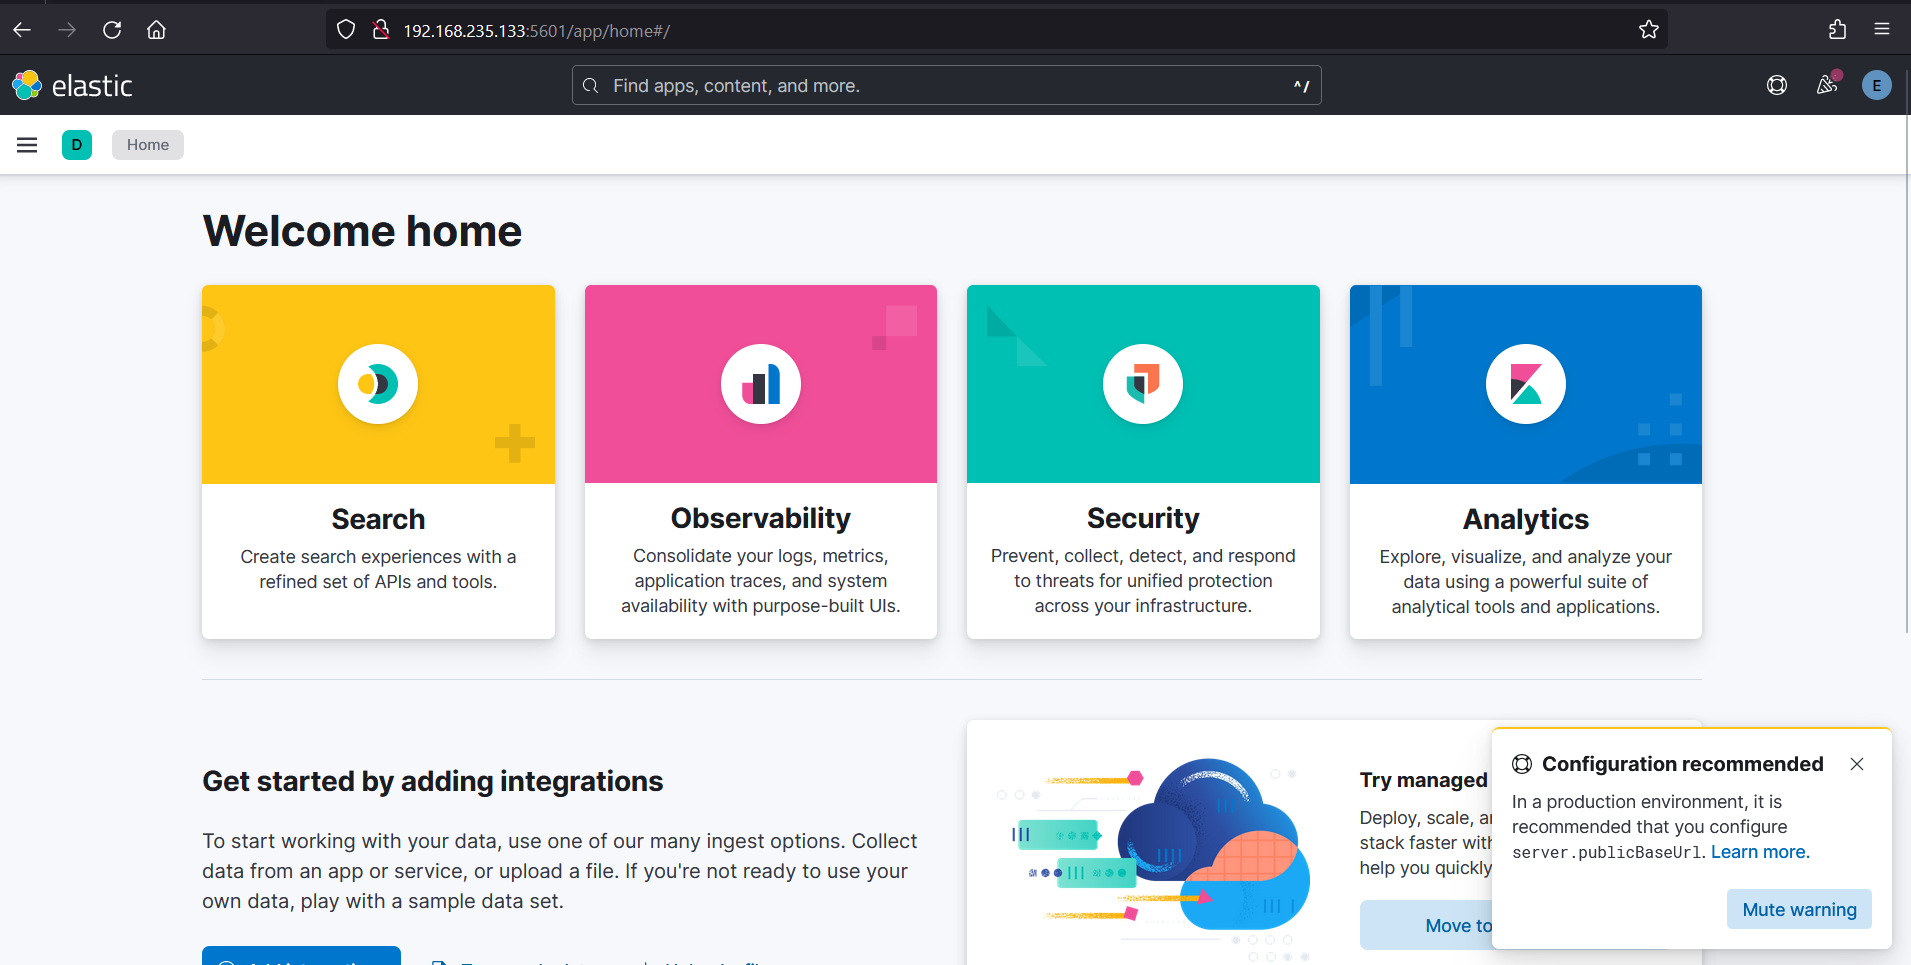 192.168.235.133:5601/app/home#/
elastic
Find apps, content, and more.
^/
E
D
Home
Welcome home
Search
Create search experiences with a
refined set of APIs and tools.
Observability
Consolidate your logs, metrics,
application traces, and system
availability with purpose-built UIs.
Security
Prevent, collect, detect, and respond
to threats for unified protection
across your infrastructure.
Analytics
Explore, visualize, and analyze your
data using a powerful suite of
analytical tools and applications.
Get started by adding integrations
To start working with your data, use one of our many ingest options. Collect
data from an app or service, or upload a file. If you're not ready to use your
own data, play with a sample data set.
Try managed
Deploy, scale,
stack faster
help you quickly
Move to
Configuration recommended
In a production environment, it is
recommended that you configure
server.publicBaseUrl. Learn more.
Mute warning